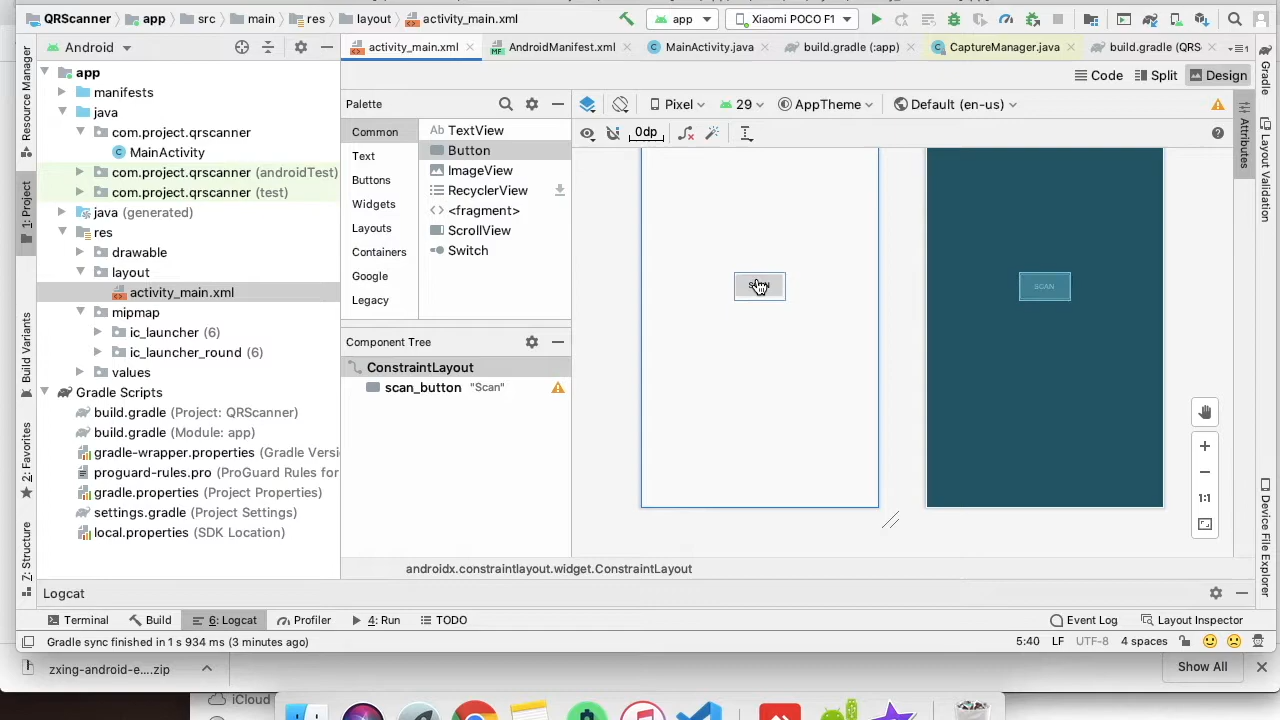 QRScanner app src main res layout activity_main.xml app Xiaomi POCO F1
Android activity_main.xml AndroidManifest.xml MainActivity.java build.gradle (:app) CaptureManager.java build.gradle (QRS
Code Split Design
Resource Manager
1: Project
Build Variants
2: Favorites
Z: Structure
app
manifests
java
com.project.qrscanner
MainActivity
com.project.qrscanner (androidTest)
com.project.qrscanner (test)
java (generated)
res
drawable
layout
activity_main.xml
mipmap
ic_launcher (6)
ic_launcher_round (6)
values
Gradle Scripts
build.gradle (Project: QRScanner)
build.gradle (Module: app)
gradle-wrapper.properties (Gradle Versi
proguard-rules.pro (ProGuard Rules for
gradle.properties (Project Properties)
settings.gradle (Project Settings)
local.properties (SDK Location)
Palette
Common
Text
Buttons
Widgets
Layouts
Containers
Google
Legacy
Ab TextView
Button
ImageView
RecyclerView
<fragment>
ScrollView
Switch
Component Tree
ConstraintLayout
scan_button "Scan"
Pixel 29 AppTheme Default (en-us)
0dp
SCAN
1:1
Attributes
Gradle
Layout Validation
Device File Explorer
androidx.constraintlayout.widget.ConstraintLayout
Logcat
Terminal Build 6: Logcat Profiler 4: Run TODO Event Log Layout Inspector
Gradle sync finished in 1 s 934 ms (3 minutes ago) 5:40 LF UTF-8 4 spaces
zxing-android-e....zip Show All
iCloud